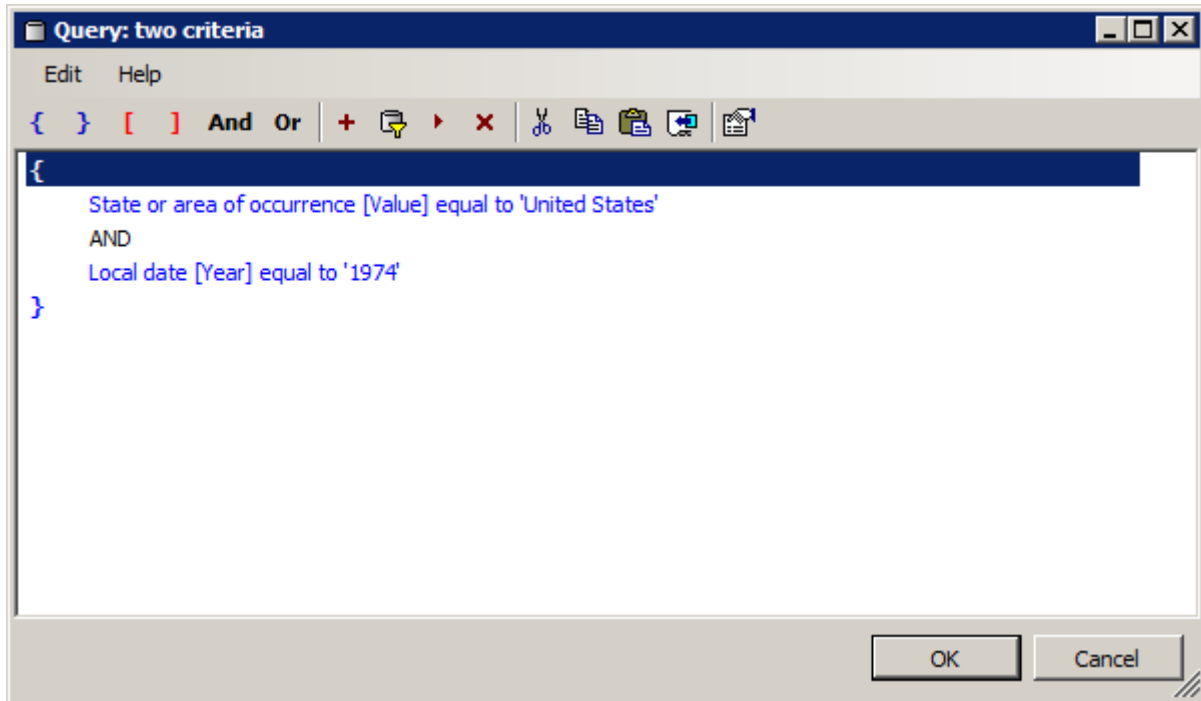 Query: two criteria
Edit Help
{ } [ ] And Or
{
State or area of occurrence [Value] equal to 'United States'
AND
Local date [Year] equal to '1974'
}
OK Cancel